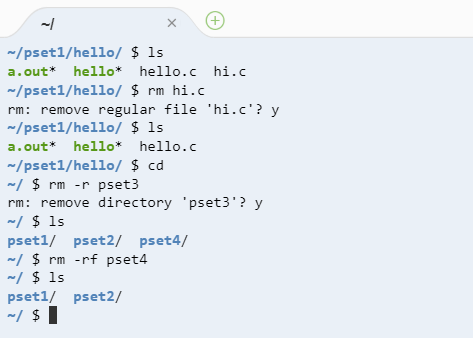 ~/
~/pset1/hello/ $ ls
a.out*  hello*  hello.c  hi.c
~/pset1/hello/ $ rm hi.c
rm: remove regular file 'hi.c'? y
~/pset1/hello/ $ ls
a.out*  hello*  hello.c
~/pset1/hello/ $ cd
~/ $ rm -r pset3
rm: remove directory 'pset3'? y
~/ $ ls
pset1/  pset2/  pset4/
~/ $ rm -rf pset4
~/ $ ls
pset1/  pset2/
~/ $